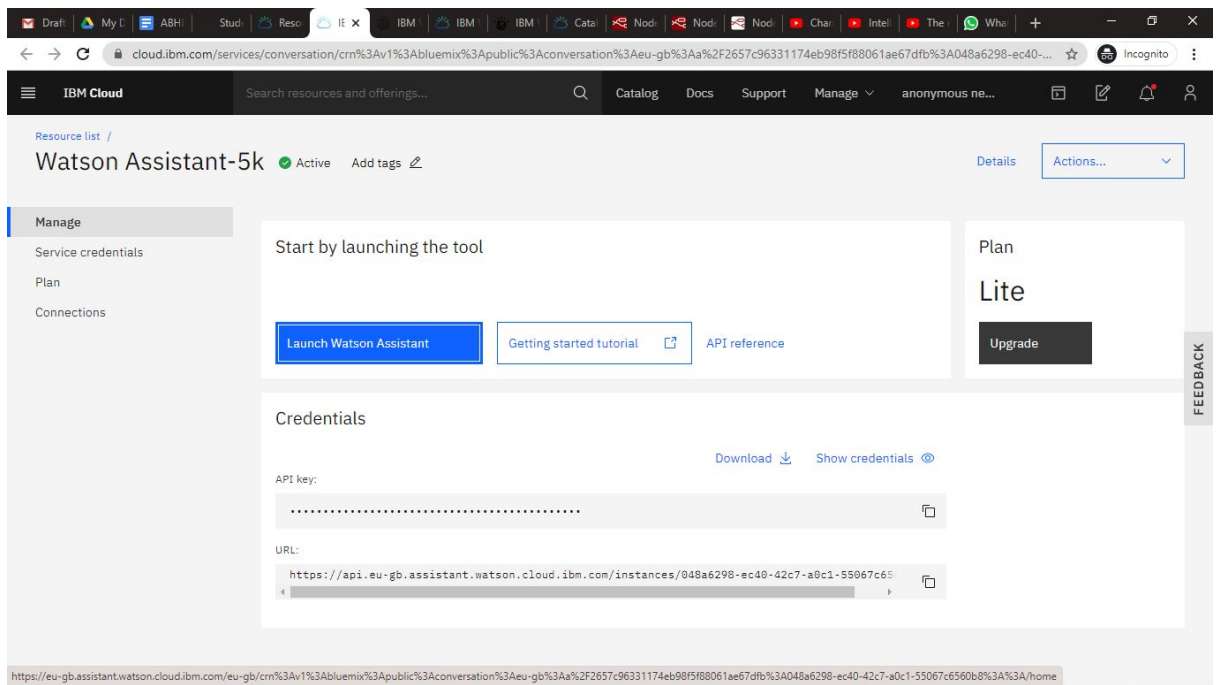 Draft My D ABHI Stud Reso IE IBM IBM IBM Cata Node Node Node Char Intell The Wha
cloud.ibm.com/services/conversation/crn%3Av1%3Abluemix%3Apublic%3Aconversation%3Aeu-gb%3Aa%2F2657c96331174eb98f5f88061ae67dfb%3A048a6298-ec40-... Incognito
IBM Cloud Search resources and offerings... Catalog Docs Support Manage anonymous ne...
Resource list /
Watson Assistant-5k Active Add tags Details Actions...
Manage
Service credentials
Plan
Connections
Start by launching the tool
Launch Watson Assistant Getting started tutorial API reference
Plan
Lite
Upgrade
FEEDBACK
Credentials
Download Show credentials
API key:
............................................
URL:
https://api.eu-gb.assistant.watson.cloud.ibm.com/instances/048a6298-ec40-42c7-a0c1-55067c65
https://eu-gb.assistant.watson.cloud.ibm.com/eu-gb/crn%3Av1%3Abluemix%3Apublic%3Aconversation%3Aeu-gb%3Aa%2F2657c96331174eb98f5f88061ae67dfb%3A048a6298-ec40-42c7-a0c1-55067c6560b8%3A%3A/home